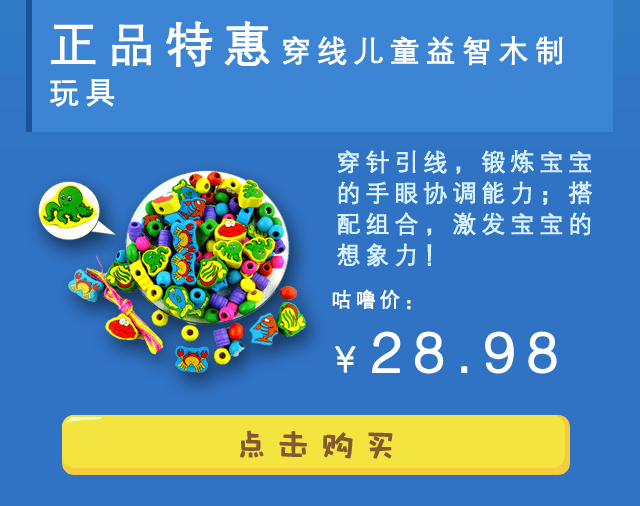 正品特惠 穿线儿童益智木制
玩具
穿针引线，锻炼宝宝
的手眼协调能力；搭
配组合，激发宝宝的
想象力！
咕噜价：
￥28.98
点击购买